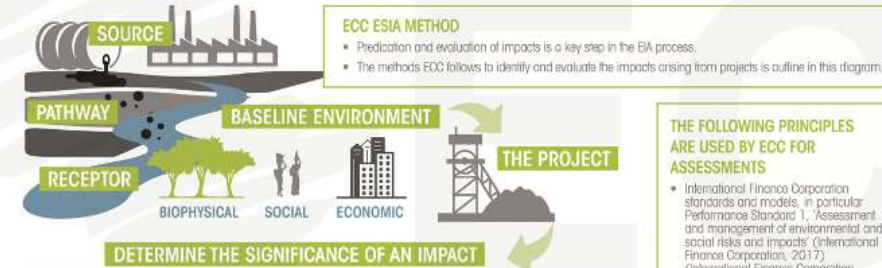 SOURCE
ECC ESIA METHOD
• Predication and evaluation of impacts is a key step in the EIA process.
• The methods ECC follows to identify and evaluate the impacts arising from projects is outline in this diagram.
PATHWAY
BASELINE ENVIRONMENT
RECEPTOR
BIOPHYSICAL
SOCIAL
ECONOMIC
THE PROJECT
THE FOLLOWING PRINCIPLES
ARE USED BY ECC FOR
ASSESSMENTS
• International Finance Corporation
standards and models, in particular
Performance Standard 1, 'Assessment
and management of environmental and
social risks and impacts' (International
Finance Corporation, 2017)
(International Finance Corporation
DETERMINE THE SIGNIFICANCE OF AN IMPACT